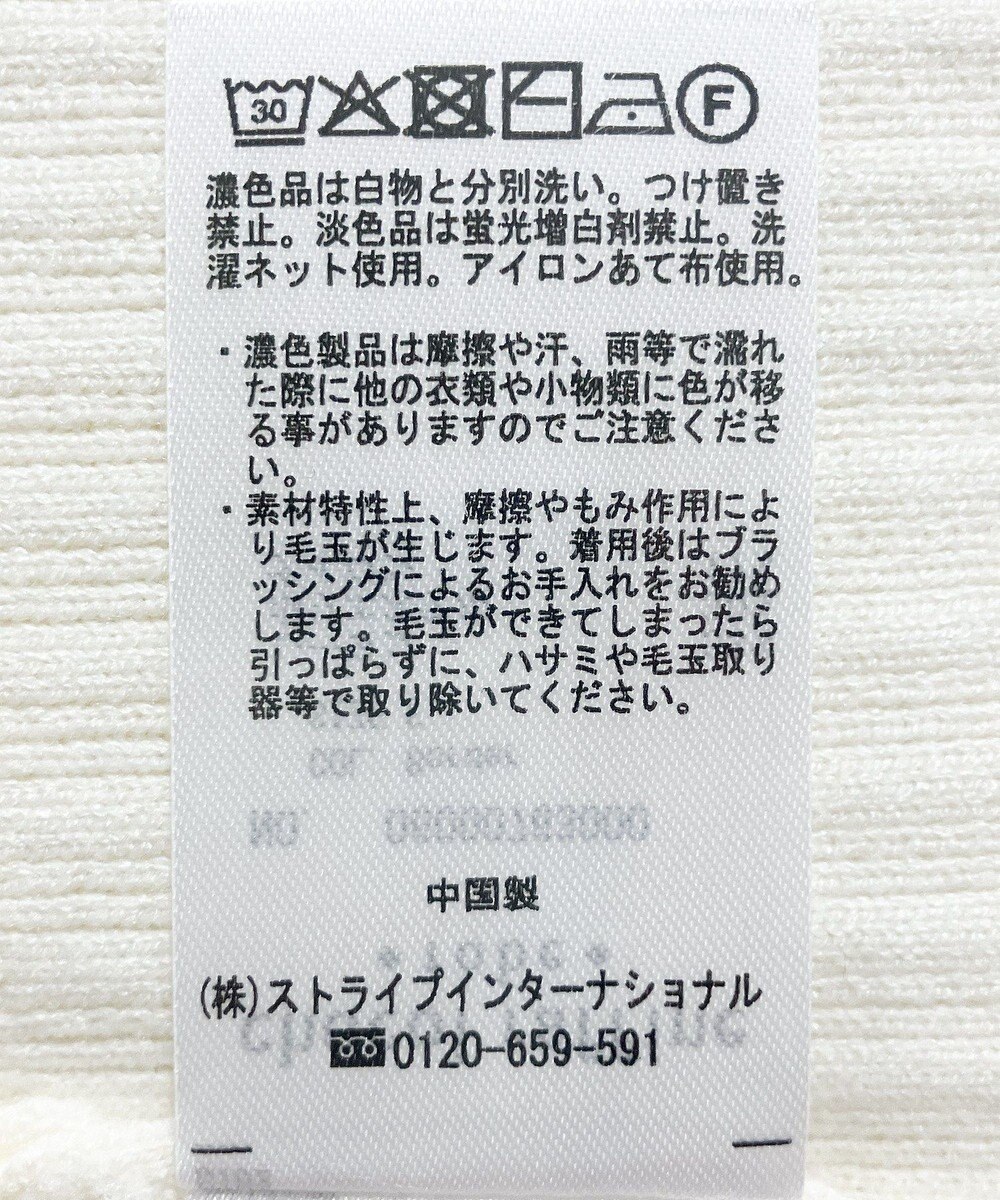 30 F
濃色品は白物と分別洗い。つけ置き
禁止。淡色品は蛍光増白剤禁止。洗
濯ネット使用。アイロンあて布使用。
・濃色製品は摩擦や汗、雨等で濡れ
た際に他の衣類や小物類に色が移
る事がありますのでご注意くださ
い。
・素材特性上、摩擦やもみ作用によ
り毛玉が生じます。着用後はブラ
ッシングによるお手入れをお勧め
します。毛玉ができてしまったら
引っぱらずに、ハサミや毛玉取り
器等で取り除いてください。
中国製
(株)ストライプインターナショナル
0120-659-591